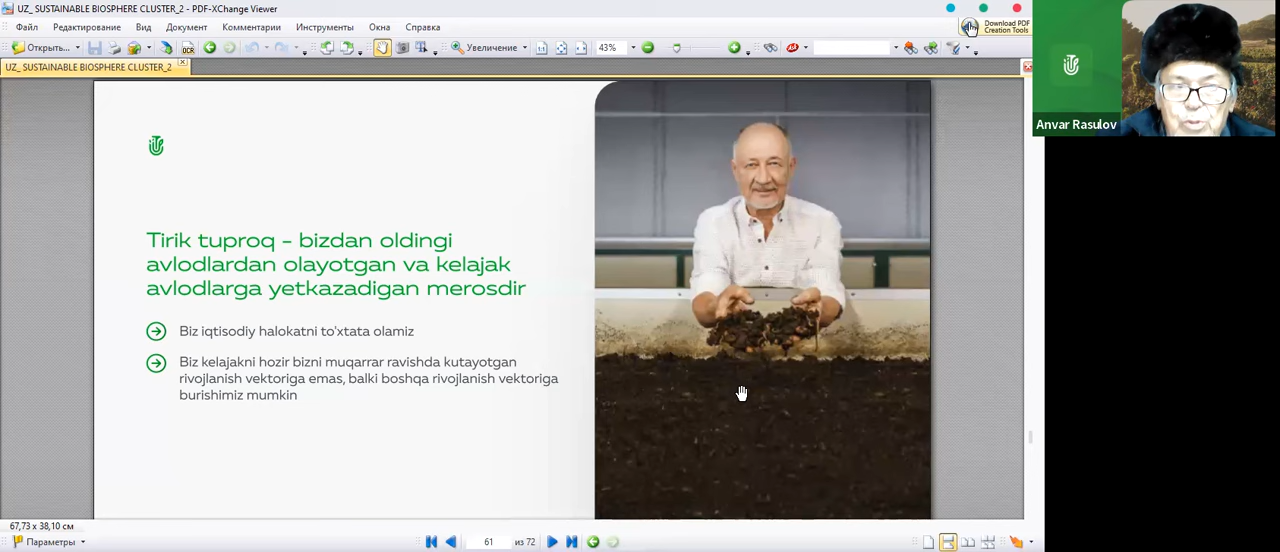 UZ_ SUSTAINABLE BIOSPHERE CLUSTER_2 - PDF-XChange Viewer
Файл Редактирование Вид Документ Комментарии Инструменты Окна Справка
Download PDF
Creation Tools
Открыть... OCR Увеличение 43%
UZ_ SUSTAINABLE BIOSPHERE CLUSTER_2
Anvar Rasulov
Tirik tuproq - bizdan oldingi
avlodlardan olayotgan va kelajak
avlodlarga yetkazadigan merosdir
Biz iqtisodiy halokatni to'xtata olamiz
Biz kelajakni hozir bizni muqarrar ravishda kutayotgan
rivojlanish vektoriga emas, balki boshqa rivojlanish vektoriga
burishimiz mumkin
67,73 x 38,10 см
Параметры 61 из 72